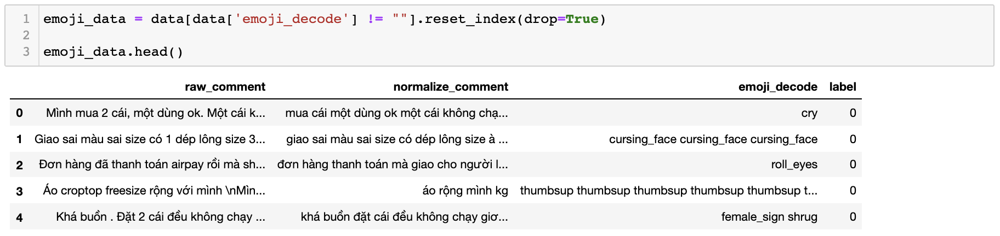 1 emoji_data = data[data['emoji_decode'] != ""].reset_index(drop=True)
2
3 emoji_data.head()
raw_comment normalize_comment emoji_decode label
0 Mình mua 2 cái, một dùng ok. Một cái k... mua cái một dùng ok một cái không chạ... cry 0
1 Giao sai màu sai size có 1 dép lông size 3... giao sai màu sai size có dép lông size à ... cursing_face cursing_face cursing_face 0
2 Đơn hàng đã thanh toán airpay rồi mà sh... đơn hàng thanh toán mà giao cho người l... roll_eyes 0
3 Áo croptop freesize rộng với mình \nMìn... áo rộng mình kg thumbsup thumbsup thumbsup thumbsup thumbsup t... 0
4 Khá buồn . Đặt 2 cái đều không chạy ... khá buồn đặt cái đều không chạy giơ... female_sign shrug 0